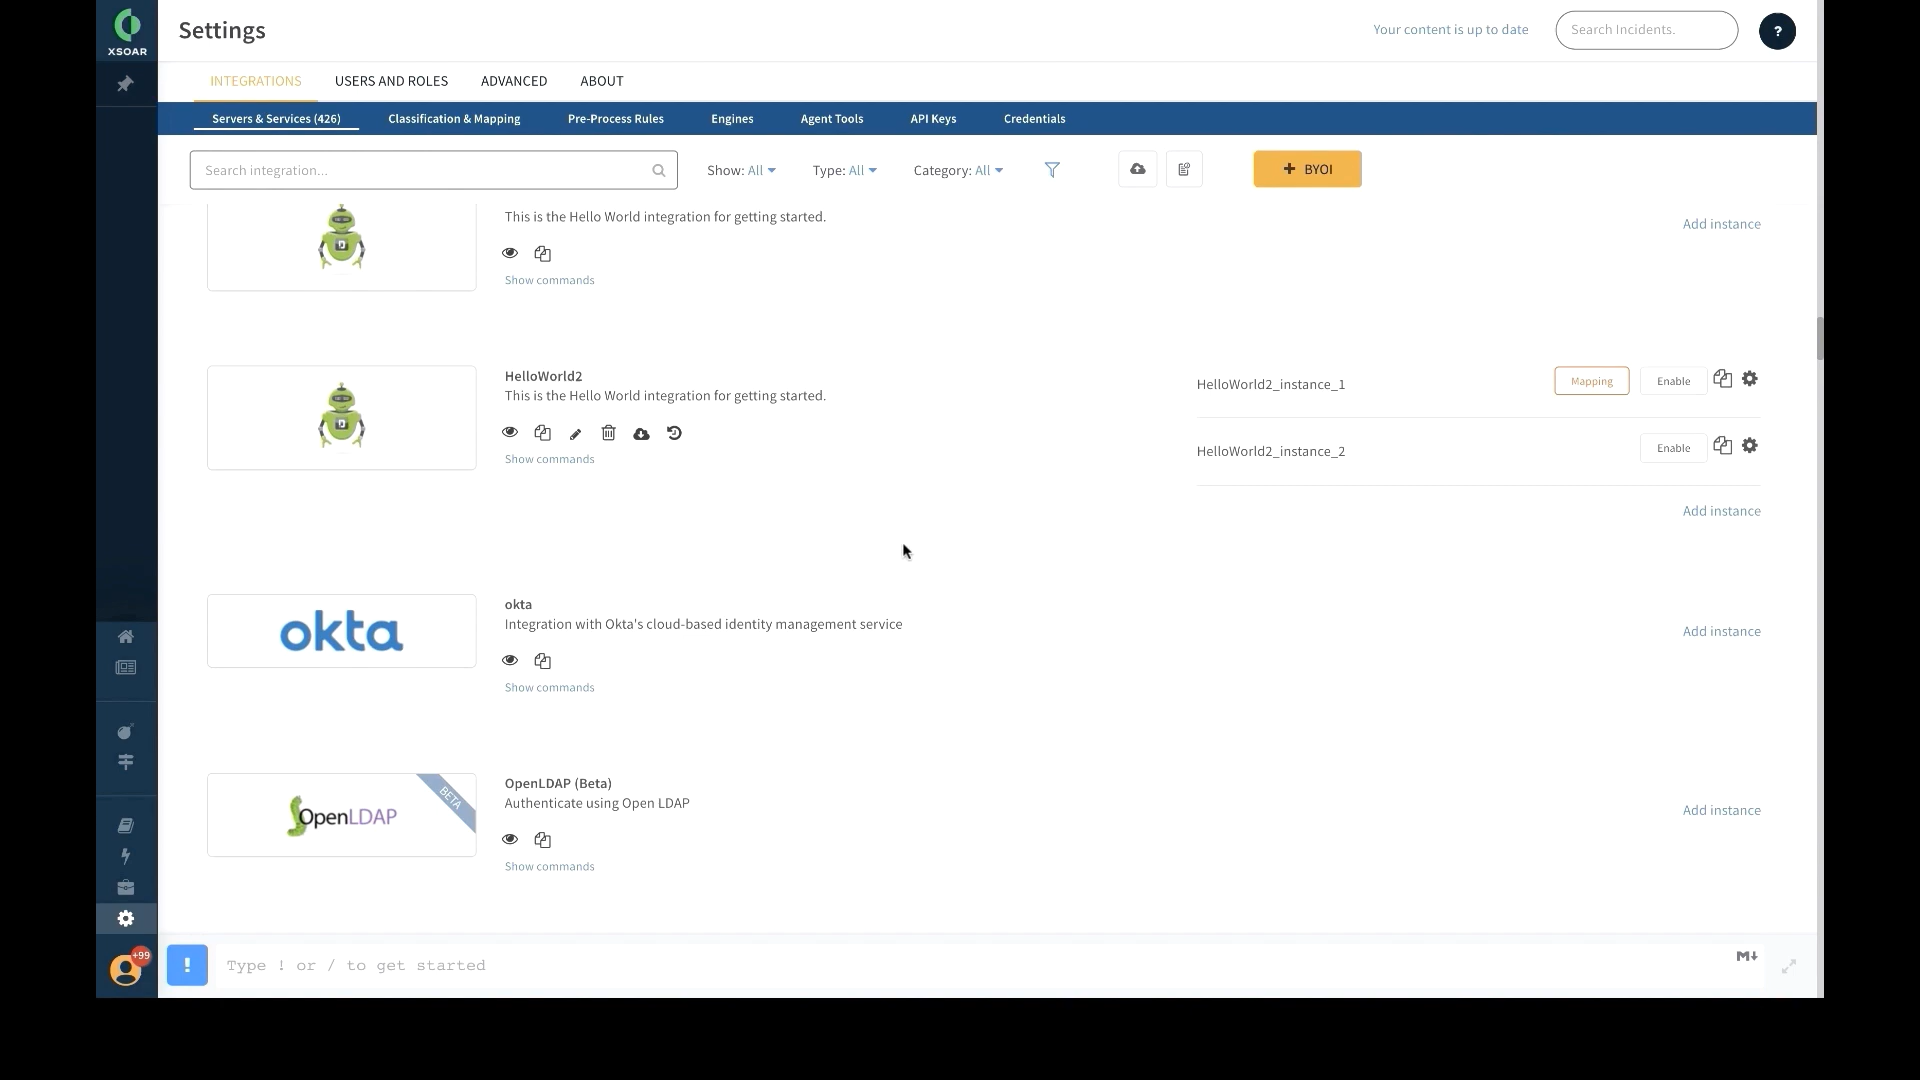 XSOAR
Settings
Your content is up to date
Search Incidents.
?
INTEGRATIONS
USERS AND ROLES
ADVANCED
ABOUT
Servers & Services (426)
Classification & Mapping
Pre-Process Rules
Engines
Agent Tools
API Keys
Credentials
Search integration...
Show: All
Type: All
Category: All
+ BYOI
This is the Hello World integration for getting started.
Add instance
Show commands
HelloWorld2
This is the Hello World integration for getting started.
Show commands
HelloWorld2_instance_1
Mapping
Enable
HelloWorld2_instance_2
Enable
Add instance
okta
okta
Integration with Okta's cloud-based identity management service
Add instance
Show commands
OpenLDAP
BETA
OpenLDAP (Beta)
Authenticate using Open LDAP
Add instance
Show commands
+99
!
Type ! or / to get started
M↓